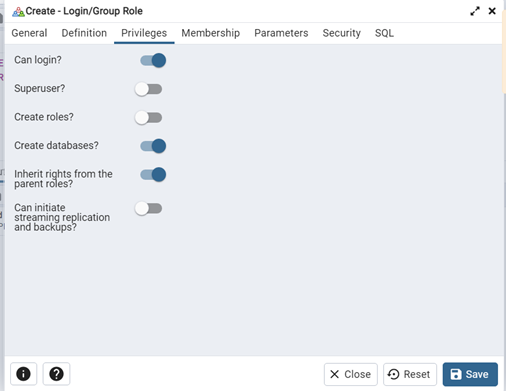 Create - Login/Group Role
General Definition Privileges Membership Parameters Security SQL
Can login?
Superuser?
Create roles?
Create databases?
Inherit rights from the
parent roles?
Can initiate
streaming replication
and backups?
Close Reset Save